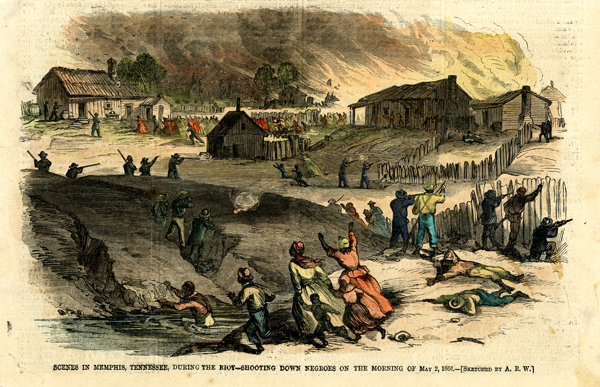 SCENES IN MEMPHIS, TENNESSEE, DURING THE RIOT—SHOOTING DOWN NEGROES ON THE MORNING OF MAY 2, 1866.—[SKETCHED BY A. R. W.]